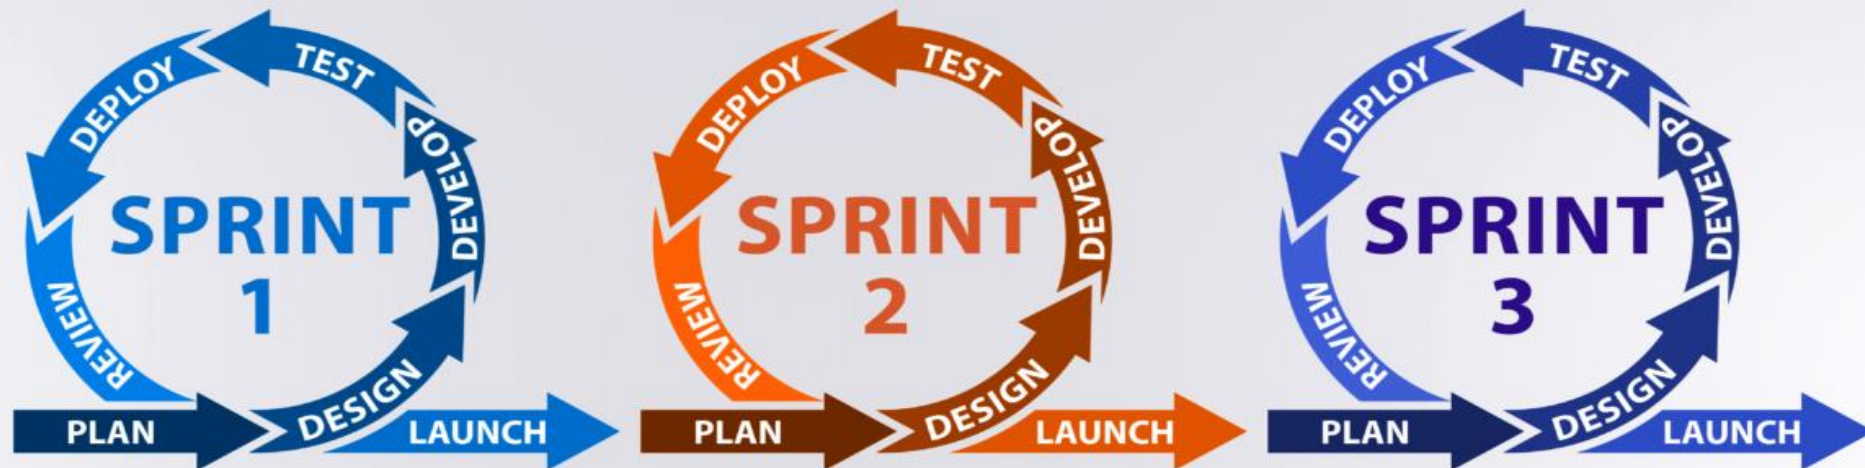 PLAN
DESIGN
DEVELOP
TEST
DEPLOY
REVIEW
LAUNCH
SPRINT
1
PLAN
DESIGN
DEVELOP
TEST
DEPLOY
REVIEW
LAUNCH
SPRINT
2
PLAN
DESIGN
DEVELOP
TEST
DEPLOY
REVIEW
LAUNCH
SPRINT
3